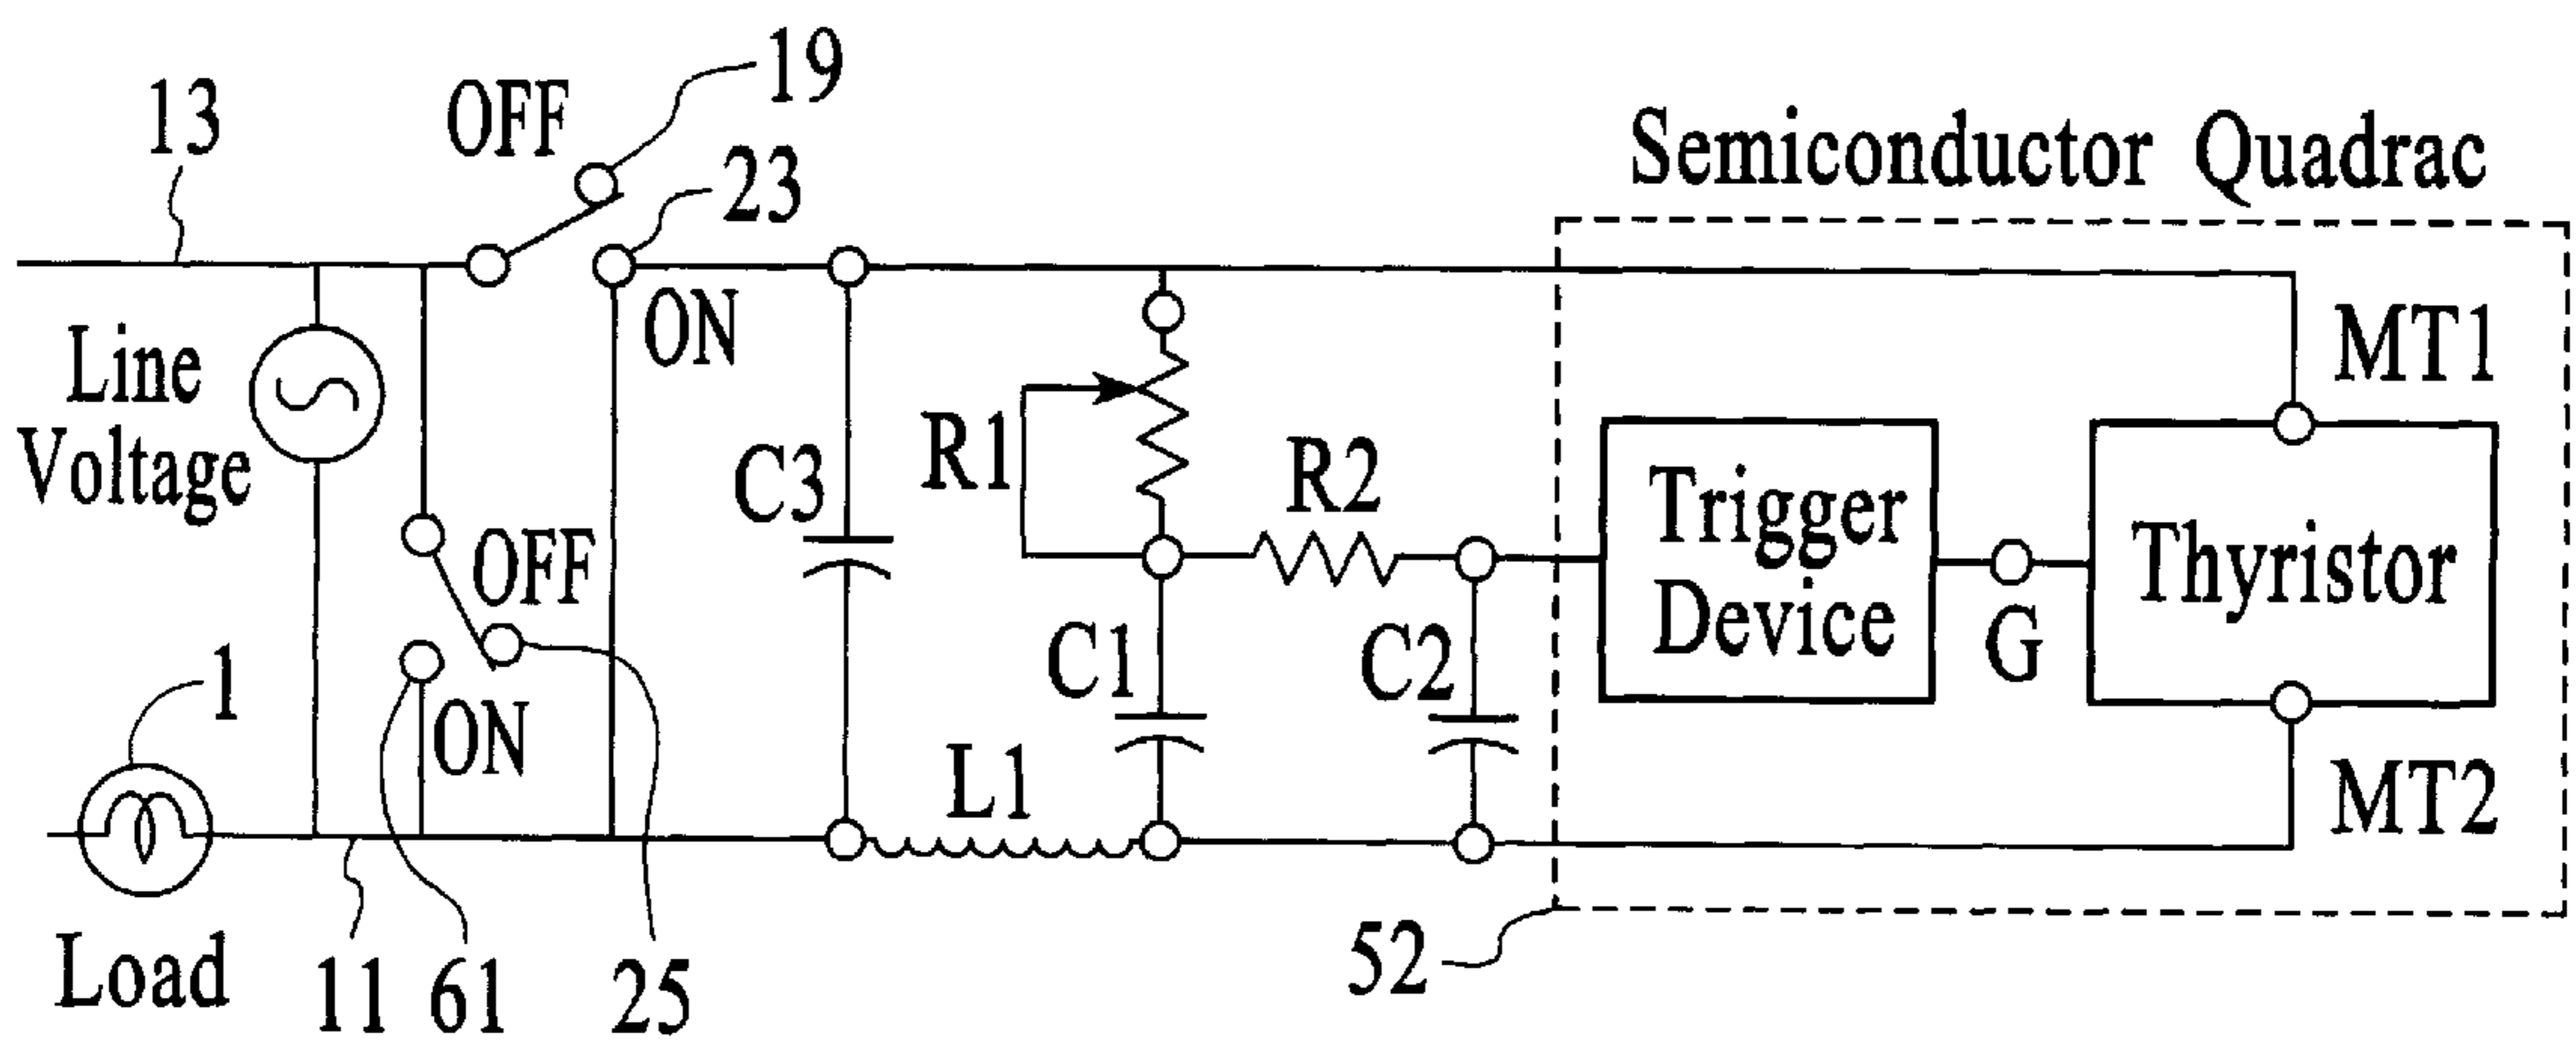 19
OFF
13
23
Semiconductor Quadrac
ON
MT1
Line
Voltage
R1
C3
R2
Trigger
Device
Thyristor
OFF
G
C1
C2
1
ON
L1
MT2
Load
11
61
25
52